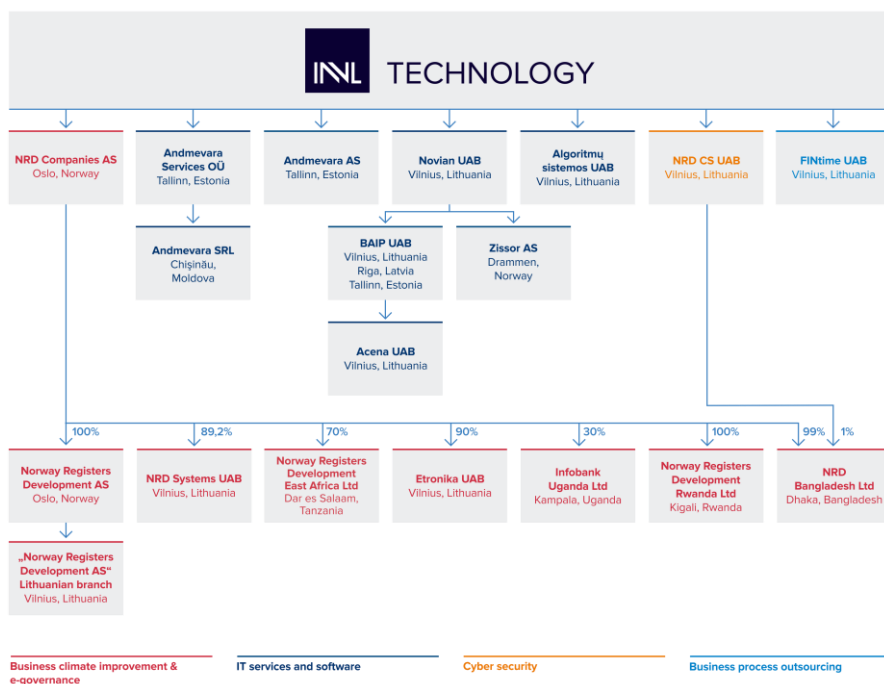 INVL TECHNOLOGY
NRD Companies AS
Oslo, Norway
Andmevara
Services OÜ
Tallinn, Estonia
Andmevara AS
Tallinn, Estonia
Novian UAB
Vilnius, Lithuania
Algoritmų
sistemos UAB
Vilnius, Lithuania
NRD CS UAB
Vilnius, Lithuania
FINtime UAB
Vilnius, Lithuania
Andmevara SRL
Chişinău,
Moldova
BAIP UAB
Vilnius, Lithuania
Riga, Latvia
Tallinn, Estonia
Zissor AS
Drammen,
Norway
Acena UAB
Vilnius, Lithuania
100%
89,2%
70%
90%
30%
100%
99%
1%
Norway Registers
Development AS
Oslo, Norway
NRD Systems UAB
Vilnius, Lithuania
Norway Registers
Development
East Africa Ltd
Dar es Salaam,
Tanzania
Etronika UAB
Vilnius, Lithuania
Infobank
Uganda Ltd
Kampala, Uganda
Norway Registers
Development
Rwanda Ltd
Kigali, Rwanda
NRD
Bangladesh Ltd
Dhaka, Bangladesh
„Norway Registers
Development AS“
Lithuanian branch
Vilnius, Lithuania
Business climate improvement &
e-governance
IT services and software
Cyber security
Business process outsourcing